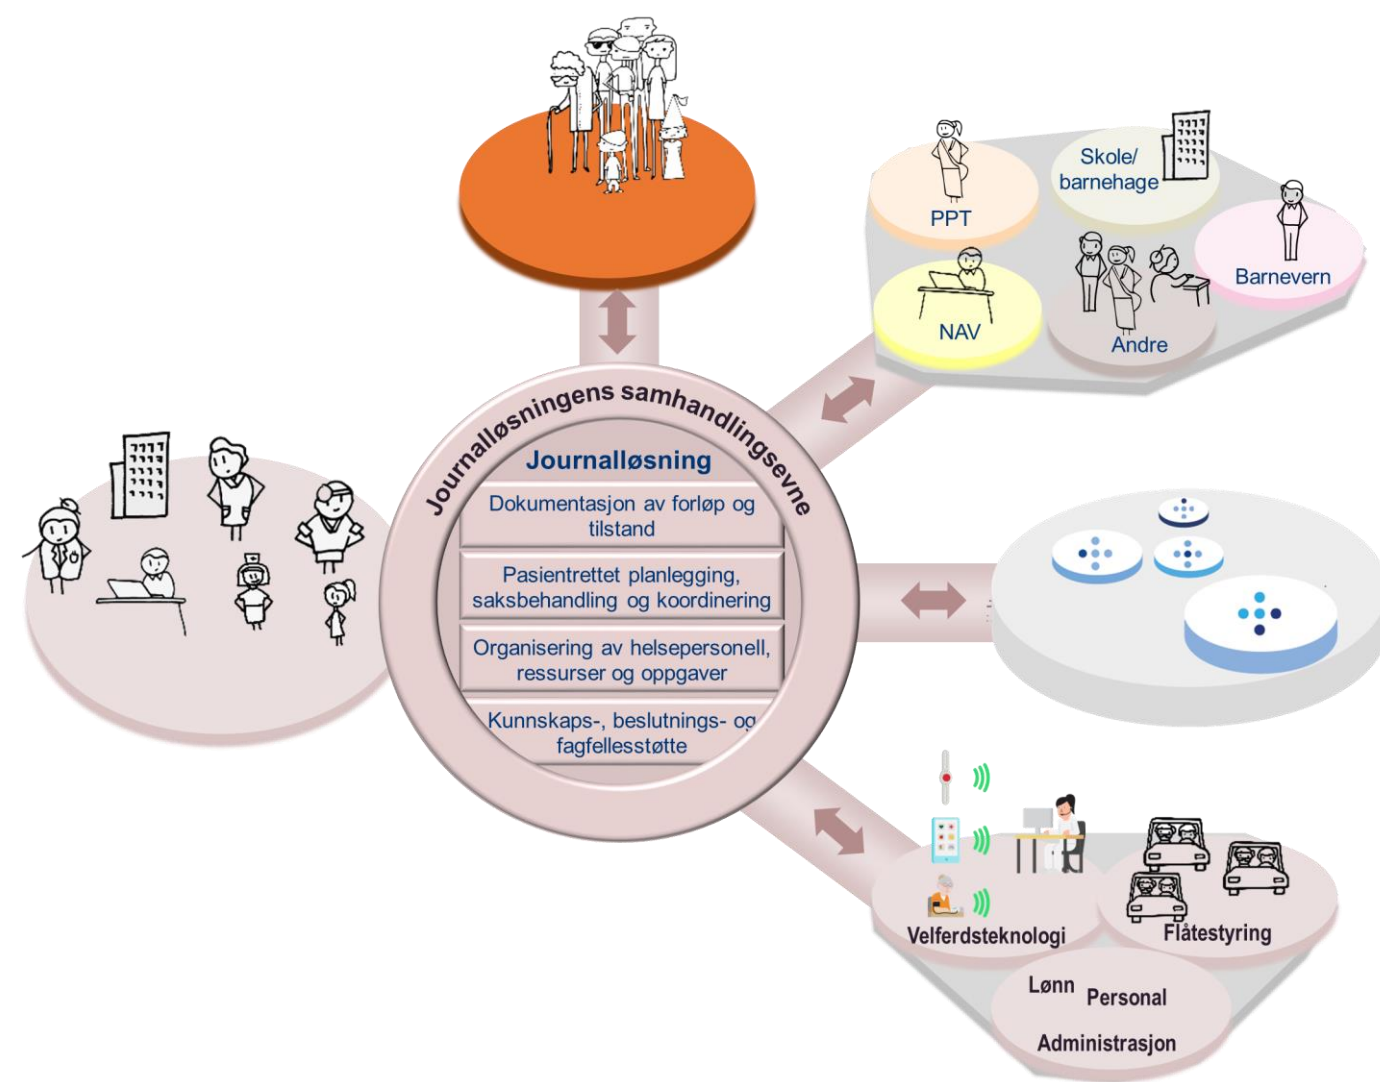 PPT
Skole/
barnehage
Barnevern
NAV
Andre
Journalløsningens samhandlingsevne
Journalløsning
Dokumentasjon av forløp og
tilstand
Pasientrettet planlegging,
saksbehandling og koordinering
Organisering av helsepersonell,
ressurser og oppgaver
Kunnskaps-, beslutnings- og
fagfellesstøtte
Velferdsteknologi
Flåtestyring
Lønn
Personal
Administrasjon